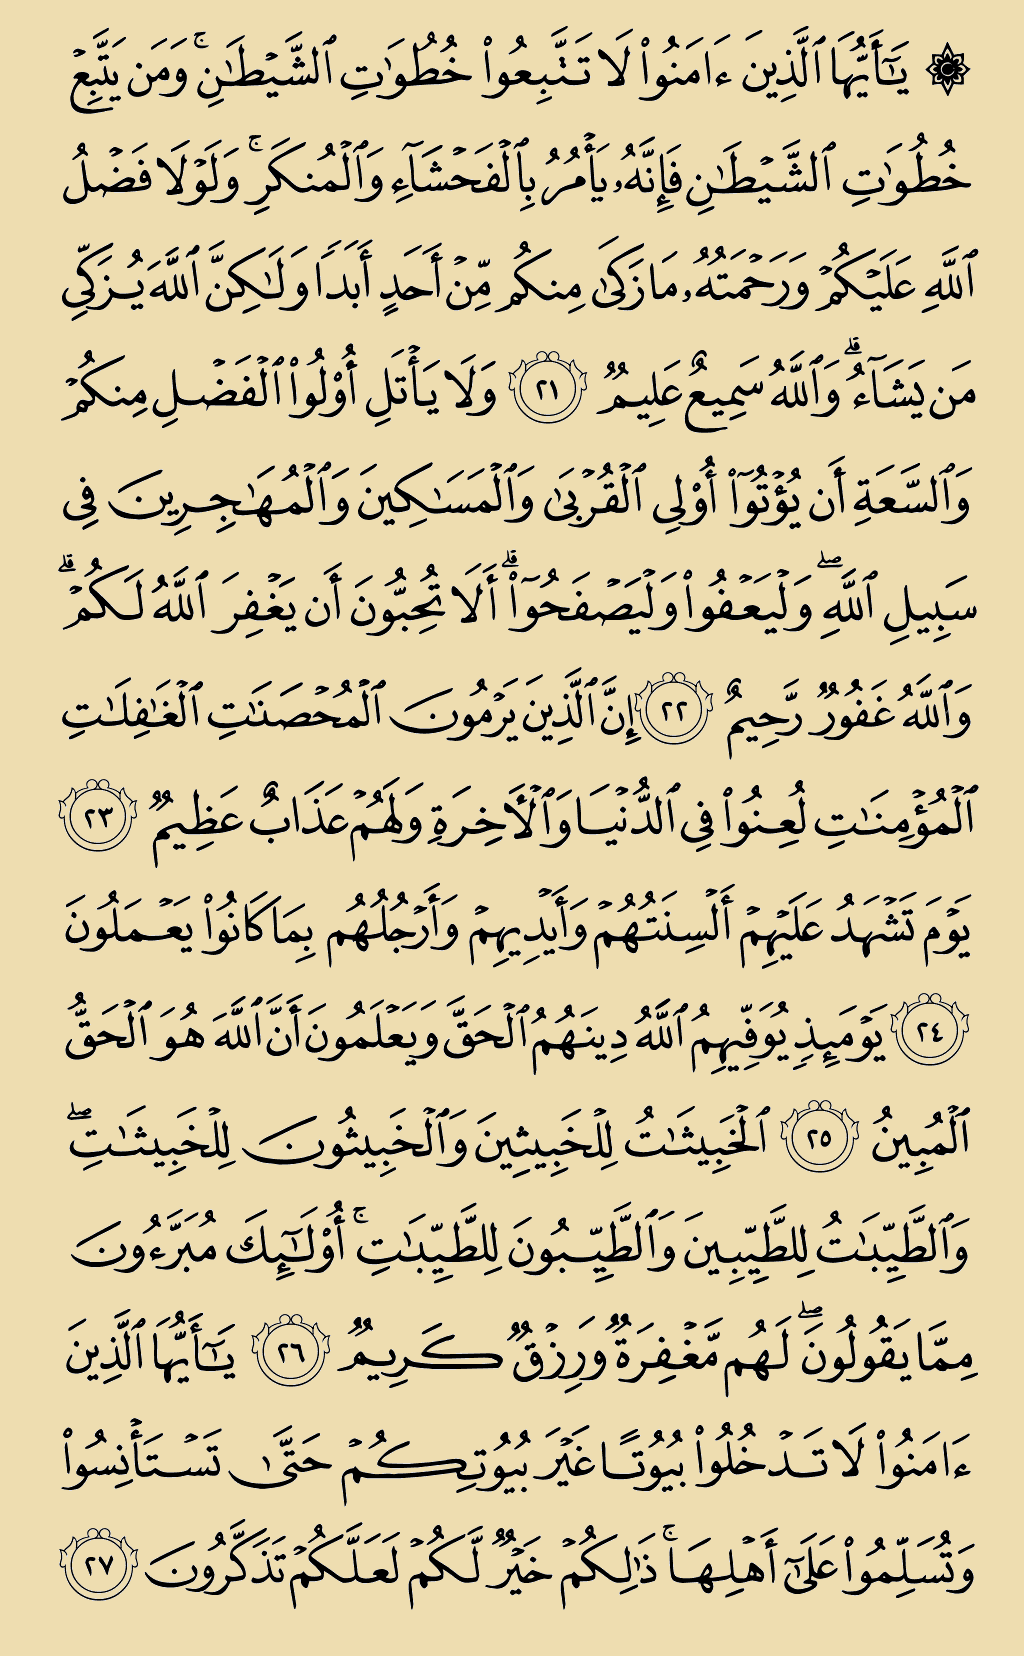 ۞ يَـٰٓأَيُّهَا ٱلَّذِينَ ءَامَنُوا۟ لَا تَتَّبِعُوا۟ خُطُوَٰتِ ٱلشَّيْطَـٰنِ ۚ وَمَن يَتَّبِعْ
خُطُوَٰتِ ٱلشَّيْطَـٰنِ فَإِنَّهُۥ يَأْمُرُ بِٱلْفَحْشَآءِ وَٱلْمُنكَرِ ۚ وَلَوْلَا فَضْلُ
ٱللَّهِ عَلَيْكُمْ وَرَحْمَتُهُۥ مَا زَكَىٰ مِنكُم مِّنْ أَحَدٍ أَبَدًا وَلَـٰكِنَّ ٱللَّهَ يُزَكِّى
مَن يَشَآءُ ۗ وَٱللَّهُ سَمِيعٌ عَلِيمٌ ٢١ وَلَا يَأْتَلِ أُو۟لُوا۟ ٱلْفَضْلِ مِنكُمْ
وَٱلسَّعَةِ أَن يُؤْتُوٓا۟ أُو۟لِى ٱلْقُرْبَىٰ وَٱلْمَسَـٰكِينَ وَٱلْمُهَـٰجِرِينَ فِى
سَبِيلِ ٱللَّهِ ۖ وَلْيَعْفُوا۟ وَلْيَصْفَحُوٓا۟ ۗ أَلَا تُحِبُّونَ أَن يَغْفِرَ ٱللَّهُ لَكُمْ ۗ
وَٱللَّهُ غَفُورٌ رَّحِيمٌ ٢٢ إِنَّ ٱلَّذِينَ يَرْمُونَ ٱلْمُحْصَنَـٰتِ ٱلْغَـٰفِلَـٰتِ
ٱلْمُؤْمِنَـٰتِ لُعِنُوا۟ فِى ٱلدُّنْيَا وَٱلْـَٔاخِرَةِ وَلَهُمْ عَذَابٌ عَظِيمٌ ٢٣
يَوْمَ تَشْهَدُ عَلَيْهِمْ أَلْسِنَتُهُمْ وَأَيْدِيهِمْ وَأَرْجُلُهُم بِمَا كَانُوا۟ يَعْمَلُونَ
٢٤ يَوْمَئِذٍ يُوَفِّيهِمُ ٱللَّهُ دِينَهُمُ ٱلْحَقَّ وَيَعْلَمُونَ أَنَّ ٱللَّهَ هُوَ ٱلْحَقُّ
ٱلْمُبِينُ ٢٥ ٱلْخَبِيثَـٰتُ لِلْخَبِيثِينَ وَٱلْخَبِيثُونَ لِلْخَبِيثَـٰتِ ۖ
وَٱلطَّيِّبَـٰتُ لِلطَّيِّبِينَ وَٱلطَّيِّبُونَ لِلطَّيِّبَـٰتِ ۚ أُو۟لَـٰٓئِكَ مُبَرَّءُونَ
مِمَّا يَقُولُونَ ۖ لَهُم مَّغْفِرَةٌ وَرِزْقٌ كَرِيمٌ ٢٦ يَـٰٓأَيُّهَا ٱلَّذِينَ
ءَامَنُوا۟ لَا تَدْخُلُوا۟ بُيُوتًا غَيْرَ بُيُوتِكُمْ حَتَّىٰ تَسْتَأْنِسُوا۟
وَتُسَلِّمُوا۟ عَلَىٰٓ أَهْلِهَا ۚ ذَٰلِكُمْ خَيْرٌ لَّكُمْ لَعَلَّكُمْ تَذَكَّرُونَ ٢٧